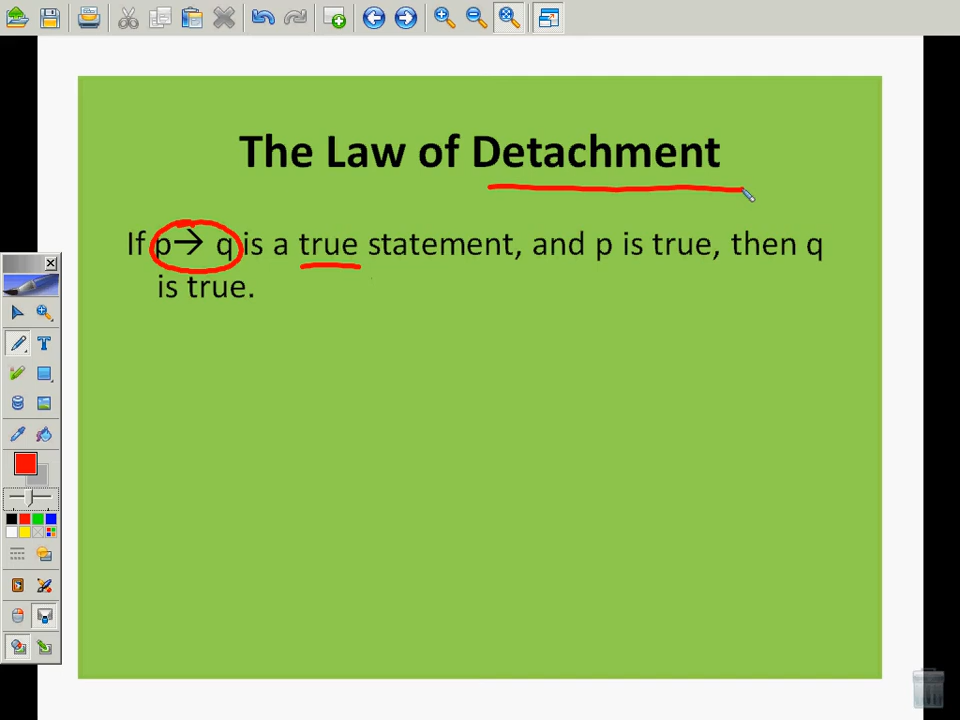 The Law of Detachment
If p→ q is a true statement, and p is true, then q
is true.